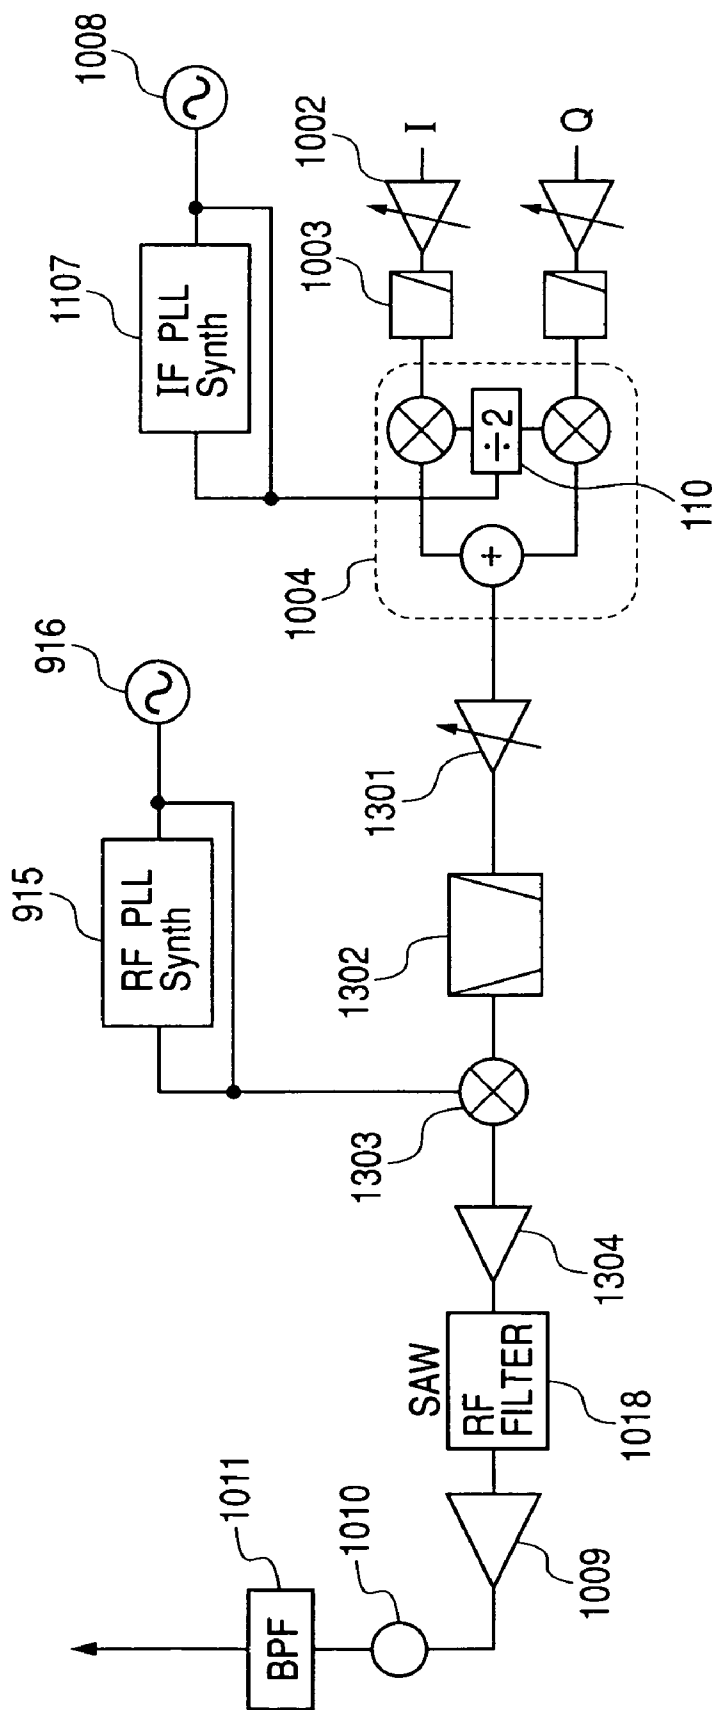 1008
1107
IF PLL
Synth
1002
I
1003
Q
÷2
110
1004
+
916
915
RF PLL
Synth
1301
1302
1303
1304
SAW
RF
FILTER
1018
1009
1010
1011
BPF